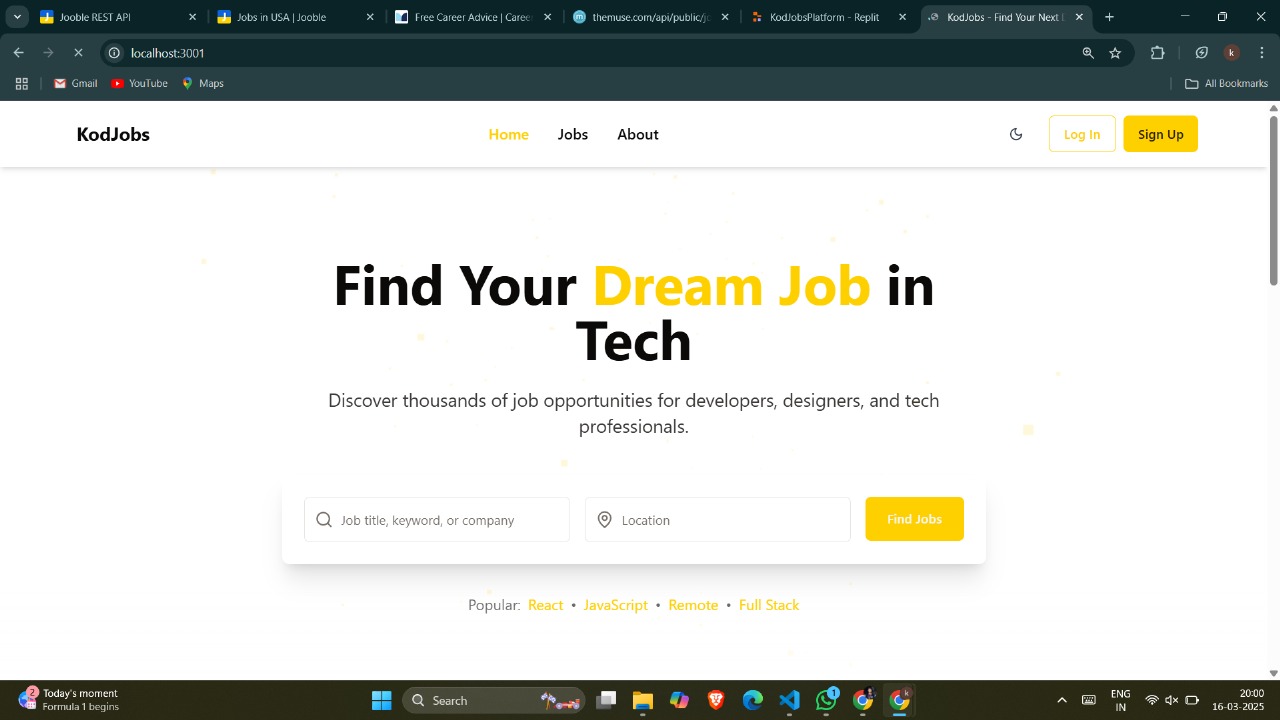 Jooble REST API
Jobs in USA | Jooble
Free Career Advice | Caree
themuse.com/api/public/jo
KodJobsPlatform - Replit
KodJobs - Find Your Next
localhost:3001
k
Gmail
YouTube
Maps
All Bookmarks
KodJobs
Home
Jobs
About
Log In
Sign Up
Find Your Dream Job in
Tech
Discover thousands of job opportunities for developers, designers, and tech
professionals.
Job title, keyword, or company
Location
Find Jobs
Popular: React • JavaScript • Remote • Full Stack
2
Today's moment
Formula 1 begins
Search
1
k
ENG
IN
20:00
16-03-2025